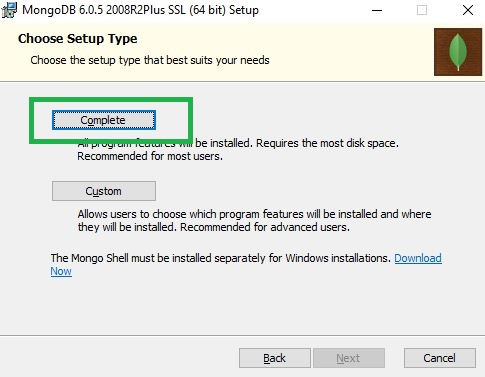 MongoDB 6.0.5 2008R2Plus SSL (64 bit) Setup
Choose Setup Type
Choose the setup type that best suits your needs
Complete
All program features will be installed. Requires the most disk space.
Recommended for most users.
Custom
Allows users to choose which program features will be installed and where
they will be installed. Recommended for advanced users.
The Mongo Shell must be installed separately for Windows installations. Download
Now
Back Next Cancel